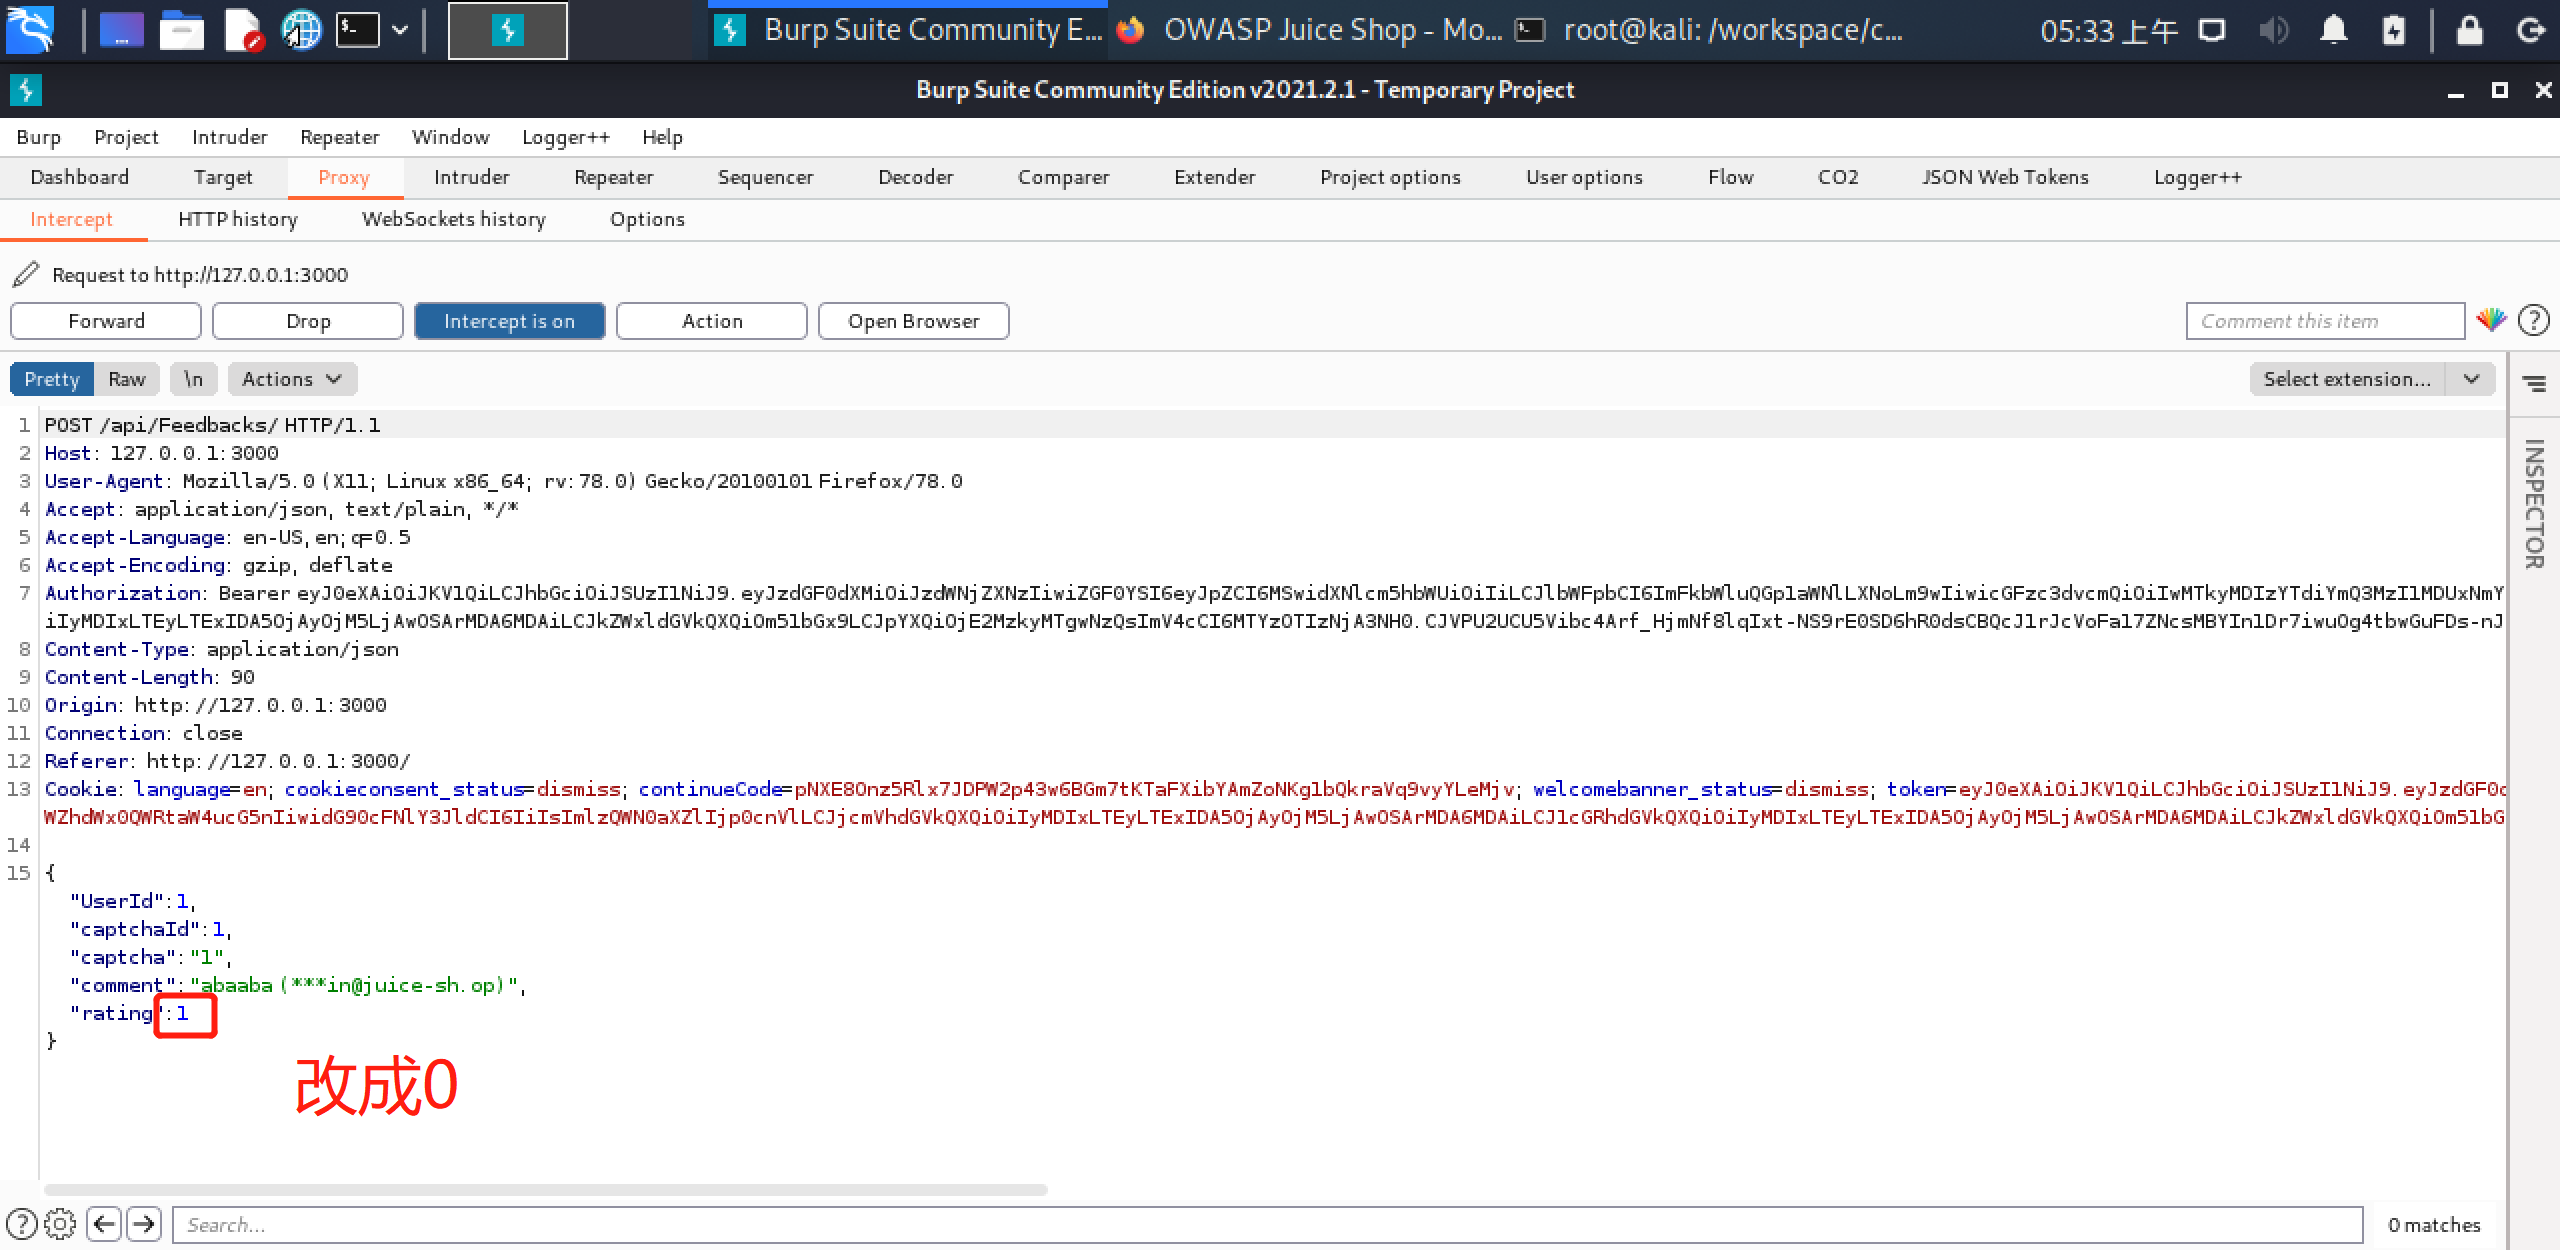 Burp Suite Community E...
OWASP Juice Shop - Mo...
root@kali: /workspace/c...
05:33 上午
Burp Suite Community Edition v2021.2.1 - Temporary Project
Burp Project Intruder Repeater Window Logger++ Help
Dashboard Target Proxy Intruder Repeater Sequencer Decoder Comparer Extender Project options User options Flow CO2 JSON Web Tokens Logger++
Intercept HTTP history WebSockets history Options
Request to http://127.0.0.1:3000
Forward Drop Intercept is on Action Open Browser Comment this item
Pretty Raw \n Actions Select extension...
INSPECTOR
1 POST /api/Feedbacks/ HTTP/1.1
2 Host: 127.0.0.1:3000
3 User-Agent: Mozilla/5.0 (X11; Linux x86_64; rv:78.0) Gecko/20100101 Firefox/78.0
4 Accept: application/json, text/plain, */*
5 Accept-Language: en-US,en;q=0.5
6 Accept-Encoding: gzip, deflate
7 Authorization: Bearer
8 Content-Type: application/json
9 Content-Length: 90
10 Origin: http://127.0.0.1:3000
11 Connection: close
12 Referer: http://127.0.0.1:3000/
13 Cookie: language=en; cookieconsent_status=dismiss; welcomebanner_status=dismiss;
14
15 {
"UserId":1,
"captchaId":1,
"captcha":"1",
"comment":"abaaba (***in@juice-sh.op)",
"rating":1
}
改成0
Search...
0 matches